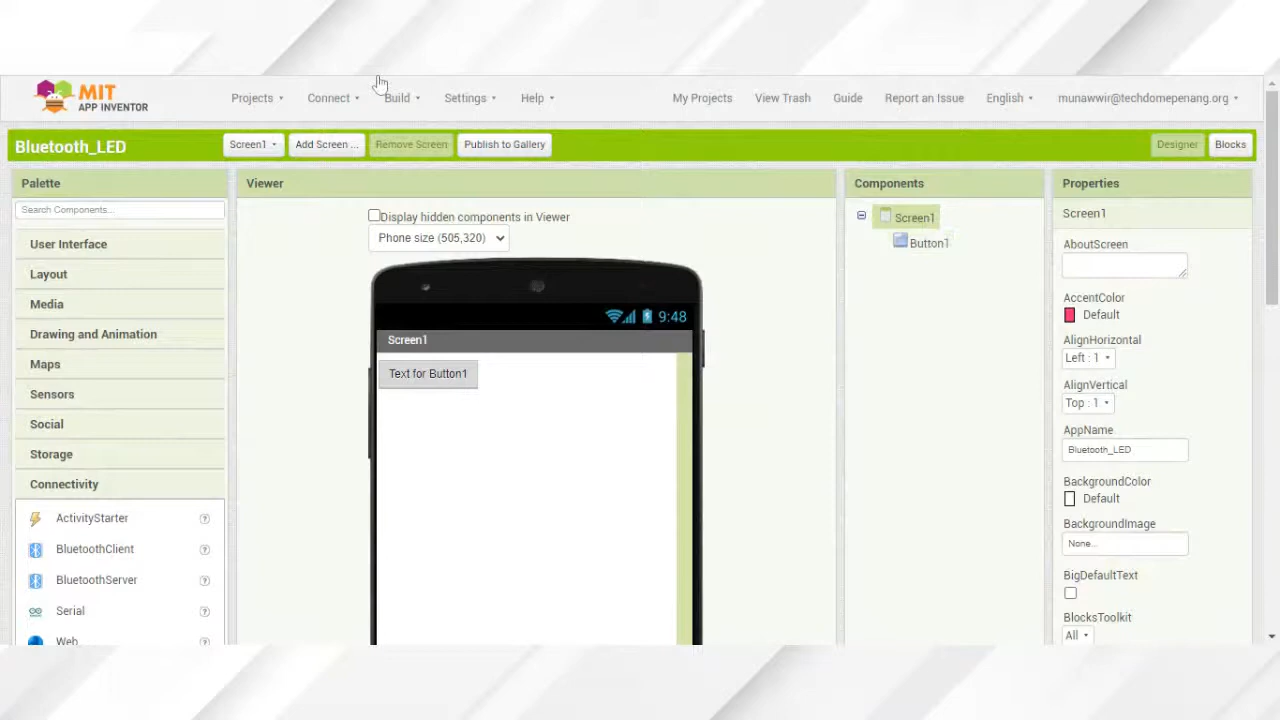 MIT
APP INVENTOR
Projects Connect Build Settings Help My Projects View Trash Guide Report an Issue English munawwir@techdomepenang.org
Bluetooth_LED Screen1 Add Screen ... Remove Screen Publish to Gallery Designer Blocks
Palette
Search Components...
User Interface
Layout
Media
Drawing and Animation
Maps
Sensors
Social
Storage
Connectivity
ActivityStarter ?
BluetoothClient ?
BluetoothServer ?
Serial ?
Web ?
Viewer
Display hidden components in Viewer
Phone size (505,320)
9:48
Screen1
Text for Button1
Components
Screen1
Button1
Properties
Screen1
AboutScreen
AccentColor
Default
AlignHorizontal
Left : 1
AlignVertical
Top : 1
AppName
Bluetooth_LED
BackgroundColor
Default
BackgroundImage
None...
BigDefaultText
BlocksToolkit
All